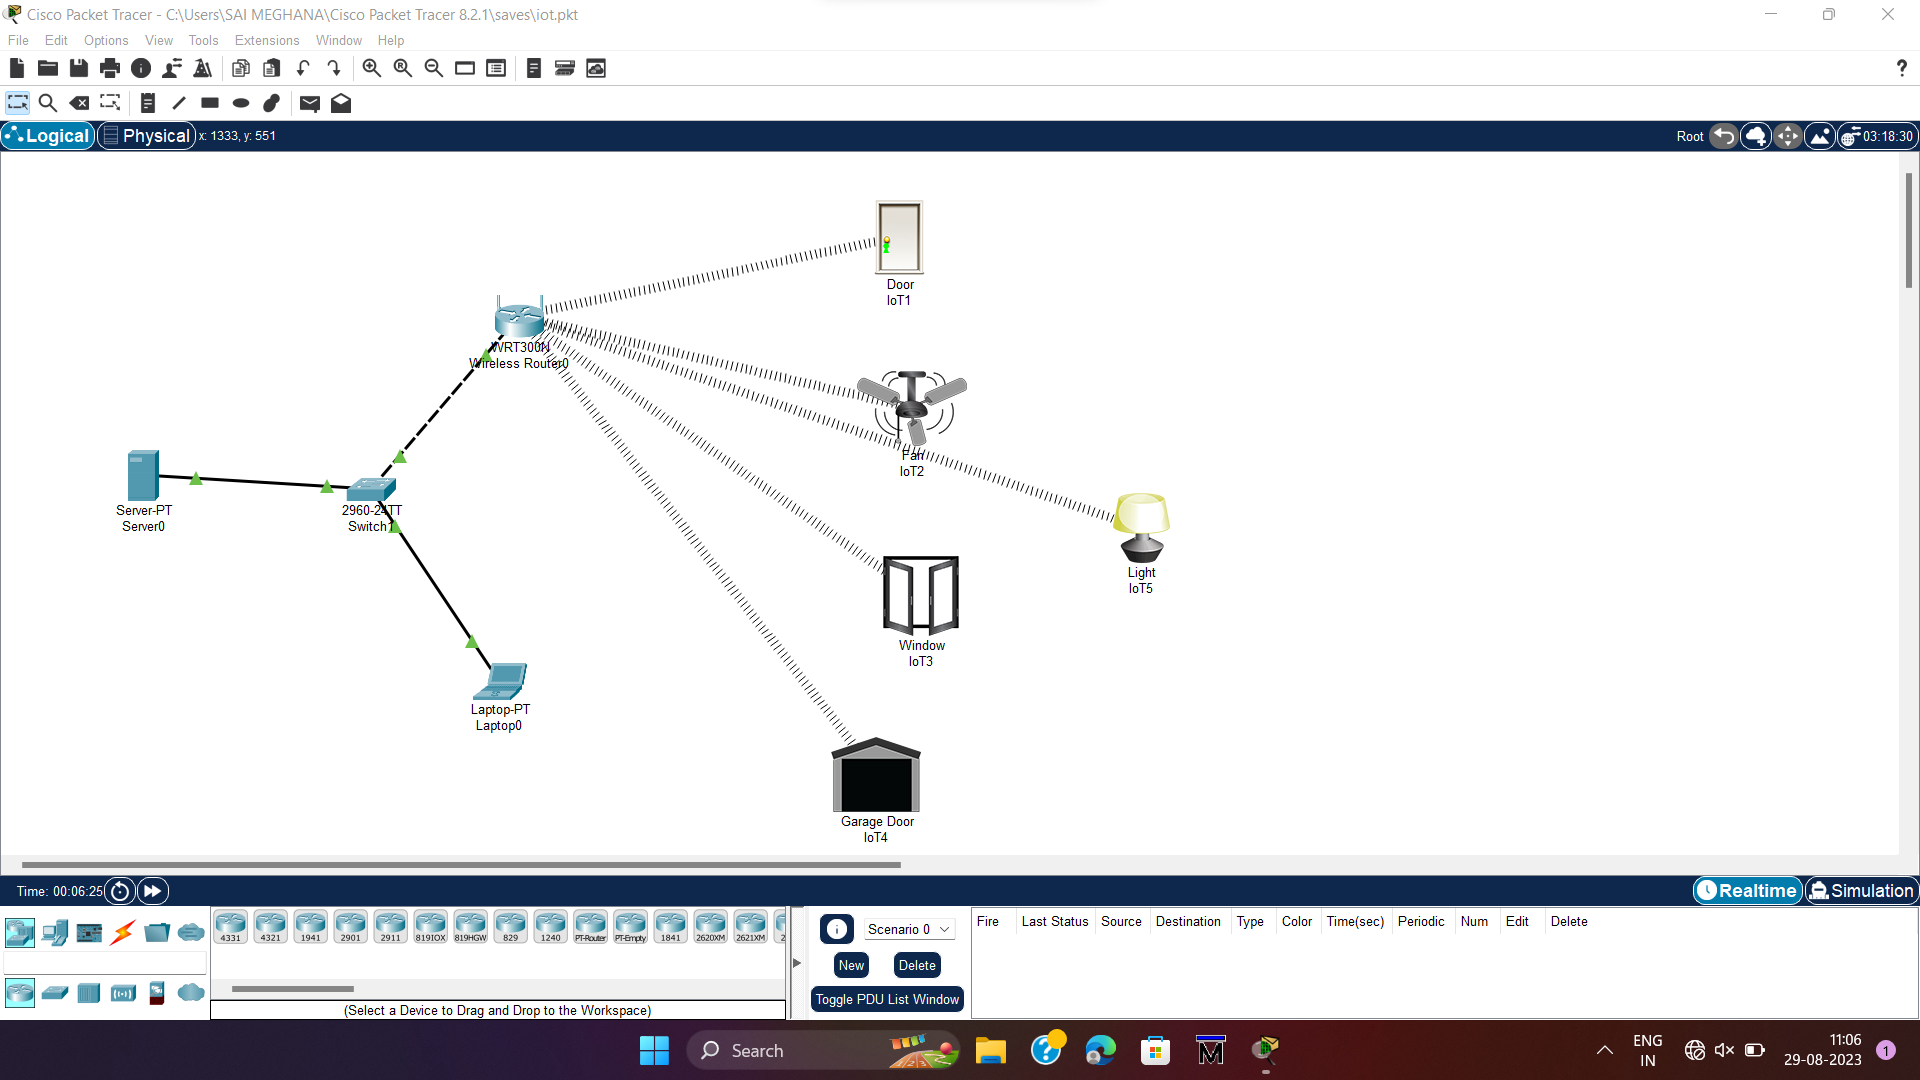 Cisco Packet Tracer - C:\Users\SAI MEGHANA\Cisco Packet Tracer 8.2.1\saves\iot.pkt
File Edit Options View Tools Extensions Window Help
?
Logical Physical x: 1333, y: 551 Root 03:18:30
Door
IoT1
WRT300N
Wireless Router0
Fan
IoT2
Server-PT
Server0
2960-24TT
Switch1
Light
IoT5
Window
IoT3
Laptop-PT
Laptop0
Garage Door
IoT4
Time: 00:06:25 Realtime Simulation
4331 4321 1941 2901 2911 819IOX 819HGW 829 1240 PT-Router PT-Empty 1841 2620XM 2621XM 2
Scenario 0
New Delete
Toggle PDU List Window
Fire Last Status Source Destination Type Color Time(sec) Periodic Num Edit Delete
(Select a Device to Drag and Drop to the Workspace)
Search
ENG
IN
11:06
29-08-2023
1